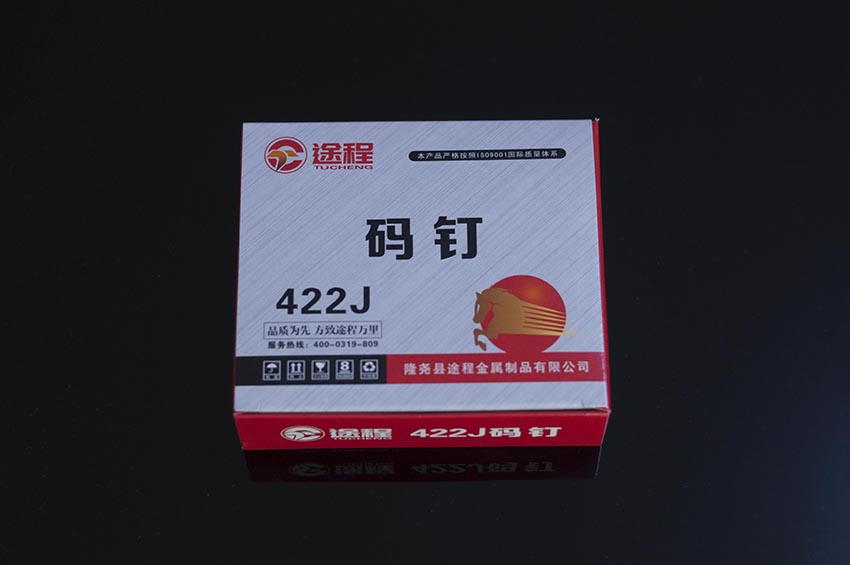 途程
TUCHENG
本产品严格按照ISO9001国际质量体系
码钉
422J
品质为先 方致途程万里
服务热线：400-0319-809
8
隆尧县途程金属制品有限公司
途程
TUCHENG
422J码钉